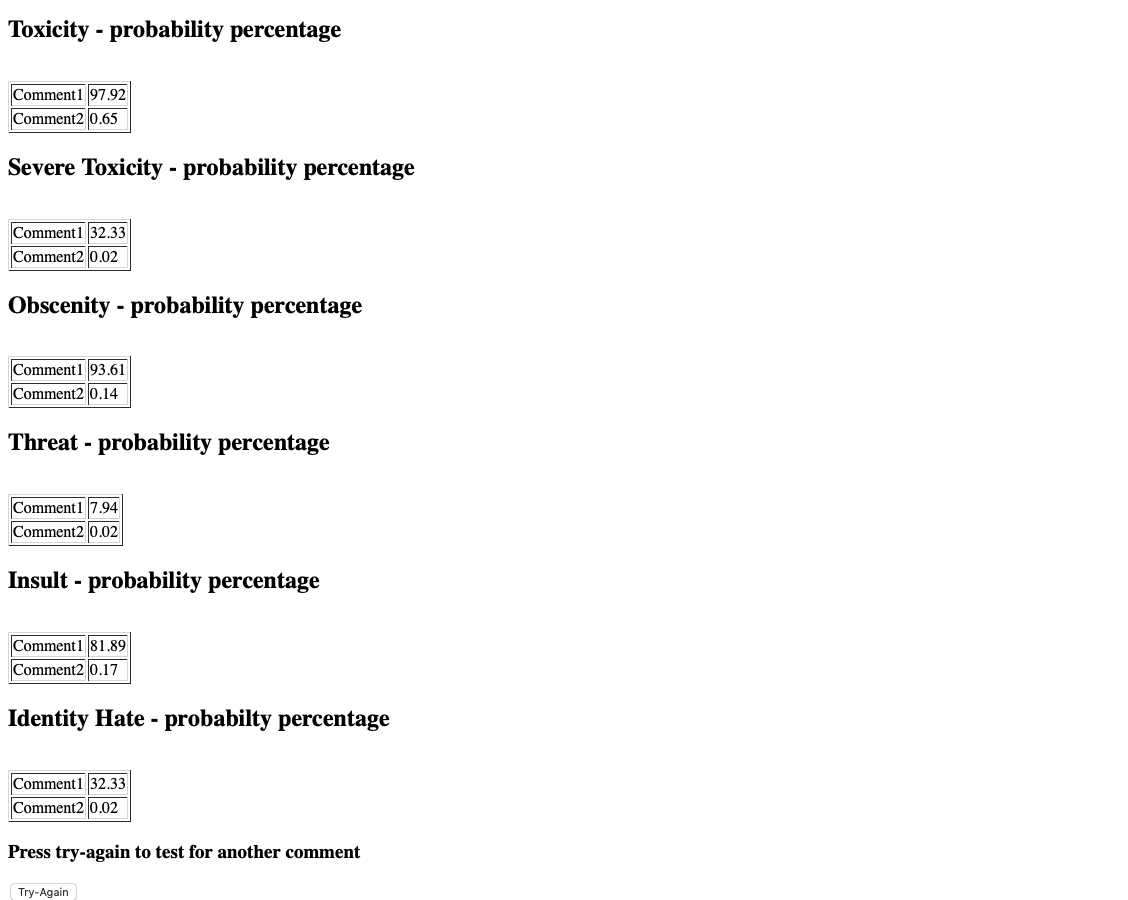 Toxicity - probability percentage
Comment1 97.92
Comment2 0.65
Severe Toxicity - probability percentage
Comment1 32.33
Comment2 0.02
Obscenity - probability percentage
Comment1 93.61
Comment2 0.14
Threat - probability percentage
Comment1 7.94
Comment2 0.02
Insult - probability percentage
Comment1 81.89
Comment2 0.17
Identity Hate - probabilty percentage
Comment1 32.33
Comment2 0.02
Press try-again to test for another comment
Try-Again